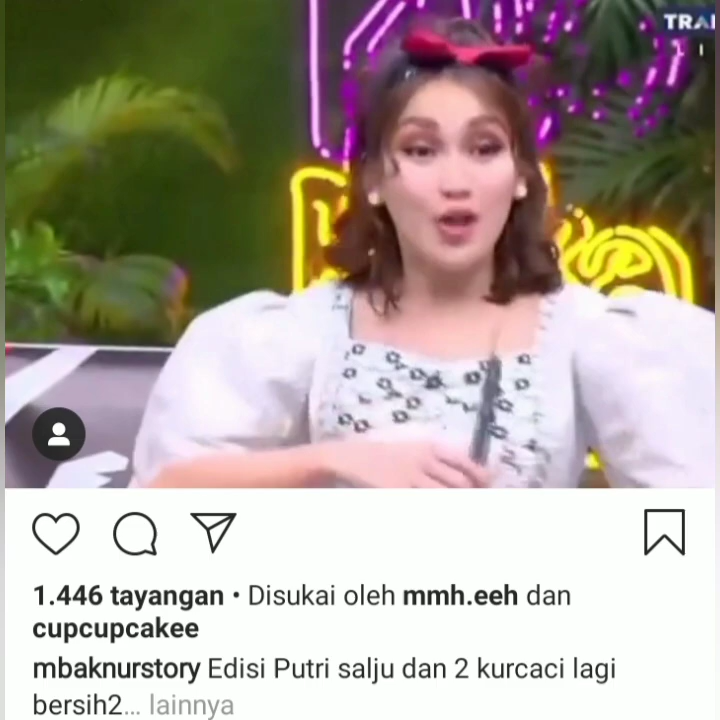 TRA
1.446 tayangan • Disukai oleh mmh.eeh dan
cupcupcakee
mbaknurstory Edisi Putri salju dan 2 kurcaci lagi
bersih2... lainnya